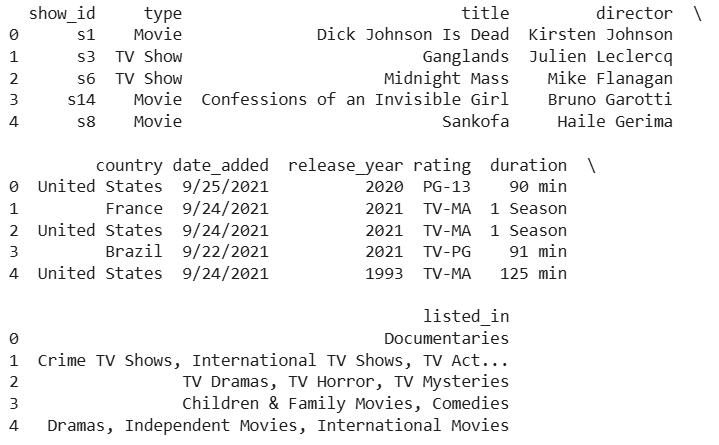 show_id     type                            title         director  \
0      s1    Movie             Dick Johnson Is Dead  Kirsten Johnson
1      s3  TV Show                        Ganglands  Julien Leclercq
2      s6  TV Show                    Midnight Mass    Mike Flanagan
3     s14    Movie  Confessions of an Invisible Girl    Bruno Garotti
4      s8    Movie                          Sankofa     Haile Gerima
         country date_added  release_year rating  duration  \
0  United States  9/25/2021          2020  PG-13    90 min
1         France  9/24/2021          2021  TV-MA  1 Season
2  United States  9/24/2021          2021  TV-MA  1 Season
3         Brazil  9/22/2021          2021  TV-PG    91 min
4  United States  9/24/2021          1993  TV-MA   125 min
                                          listed_in
0                                     Documentaries
1  Crime TV Shows, International TV Shows, TV Act...
2                TV Dramas, TV Horror, TV Mysteries
3                Children & Family Movies, Comedies
4   Dramas, Independent Movies, International Movies